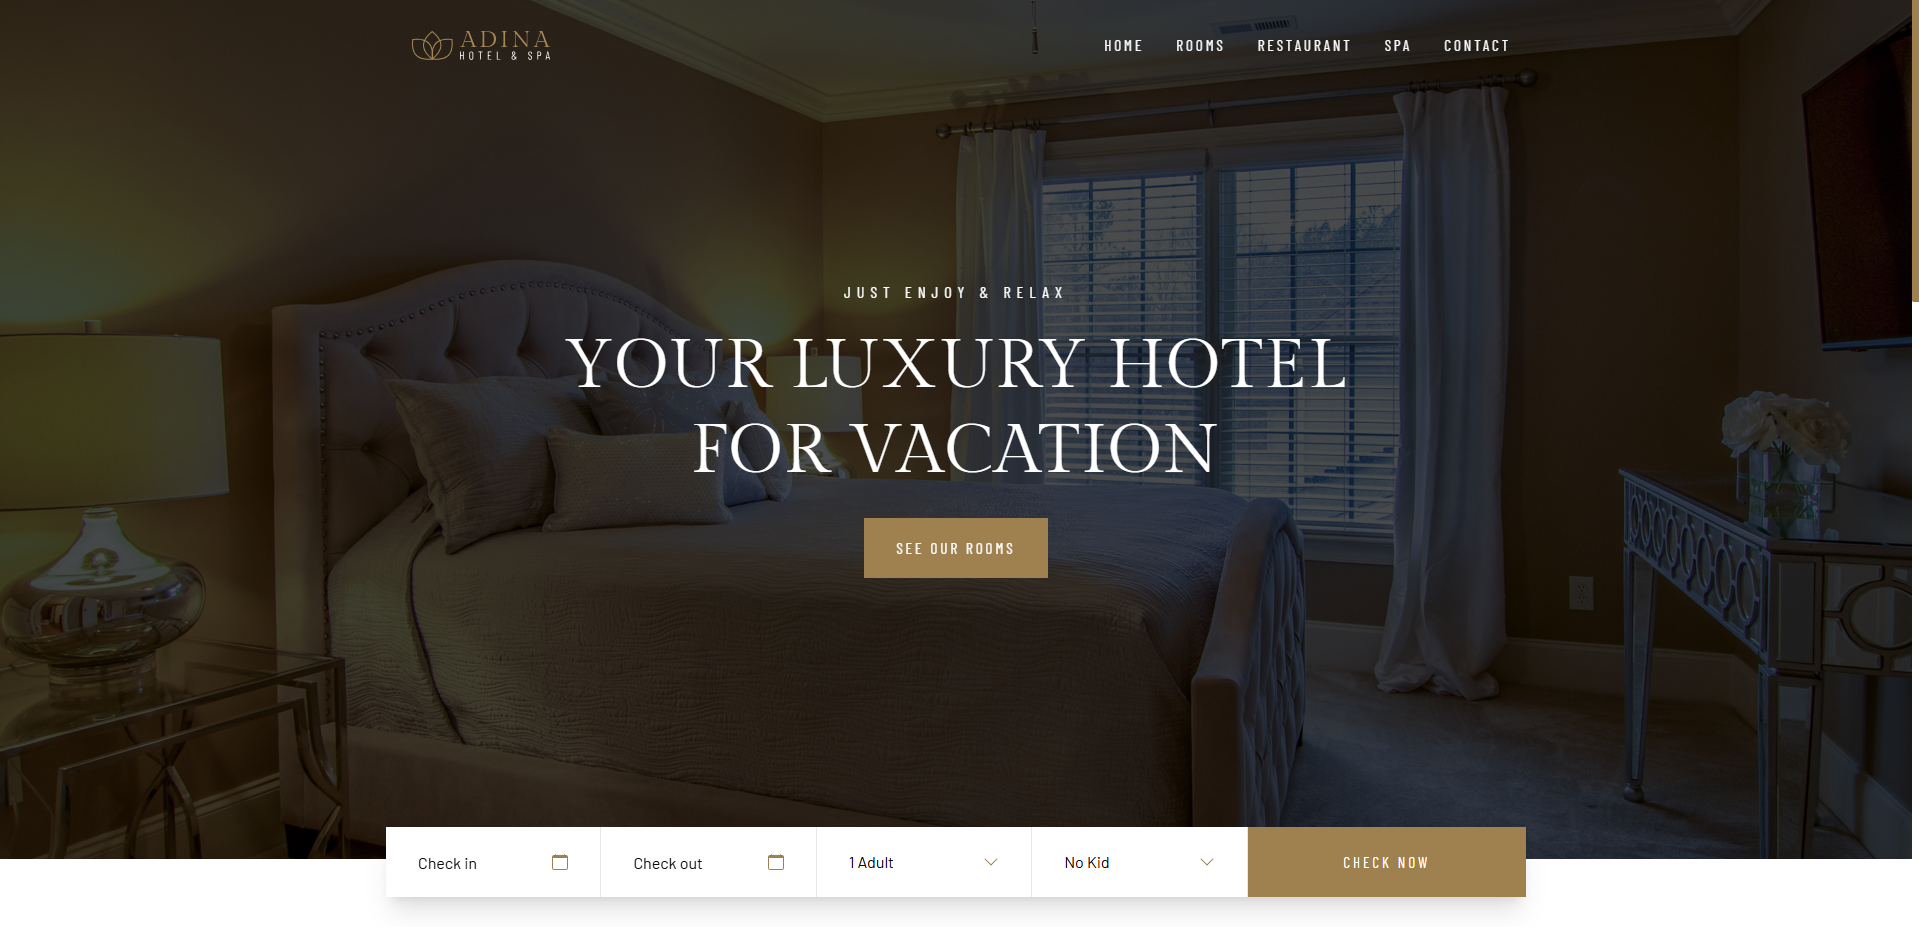 ADINA
HOTEL & SPA
HOME ROOMS RESTAURANT SPA CONTACT
JUST ENJOY & RELAX
YOUR LUXURY HOTEL
FOR VACATION
SEE OUR ROOMS
Check in Check out 1 Adult No Kid CHECK NOW